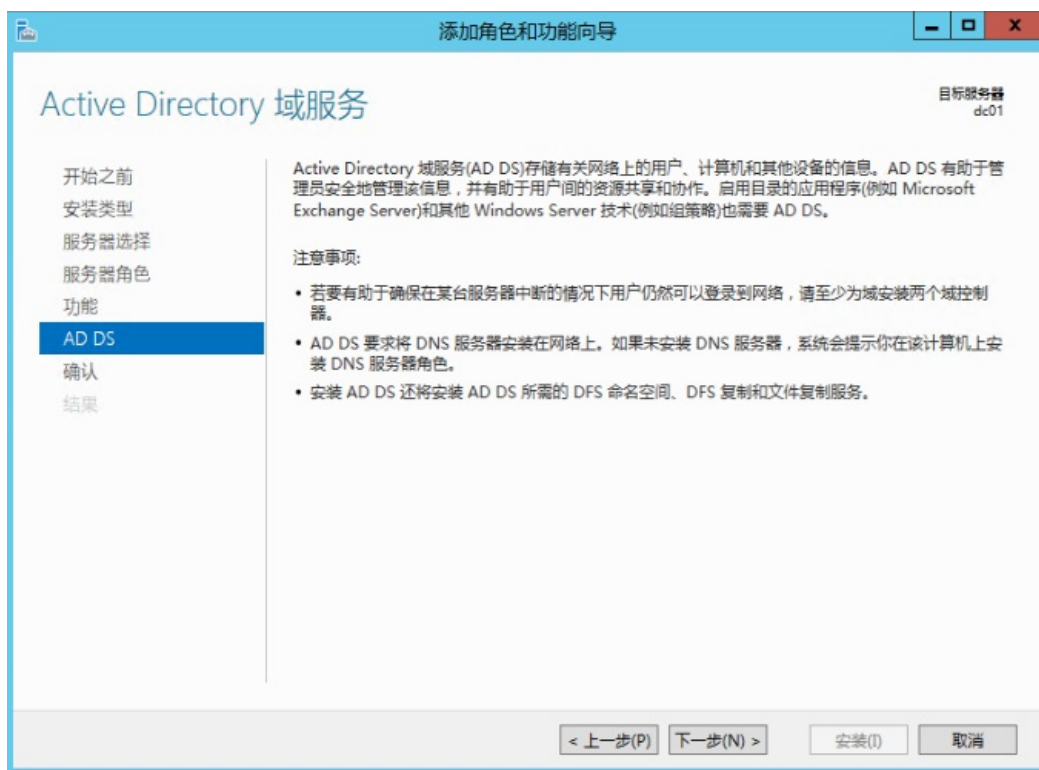 添加角色和功能向导
Active Directory 域服务
目标服务器
dc01
开始之前
安装类型
服务器选择
服务器角色
功能
AD DS
确认
结果
Active Directory 域服务(AD DS)存储有关网络上的用户、计算机和其他设备的信息。AD DS 有助于管
理员安全地管理该信息，并有助于用户间的资源共享和协作。启用目录的应用程序(例如 Microsoft
Exchange Server)和其他 Windows Server 技术(例如组策略)也需要 AD DS。
注意事项:
• 若要有助于确保在某台服务器中断的情况下用户仍然可以登录到网络，请至少为域安装两个域控制
器。
• AD DS 要求将 DNS 服务器安装在网络上。如果未安装 DNS 服务器，系统会提示你在该计算机上安
装 DNS 服务器角色。
• 安装 AD DS 还将安装 AD DS 所需的 DFS 命名空间、DFS 复制和文件复制服务。
< 上一步(P) 下一步(N) > 安装(I) 取消